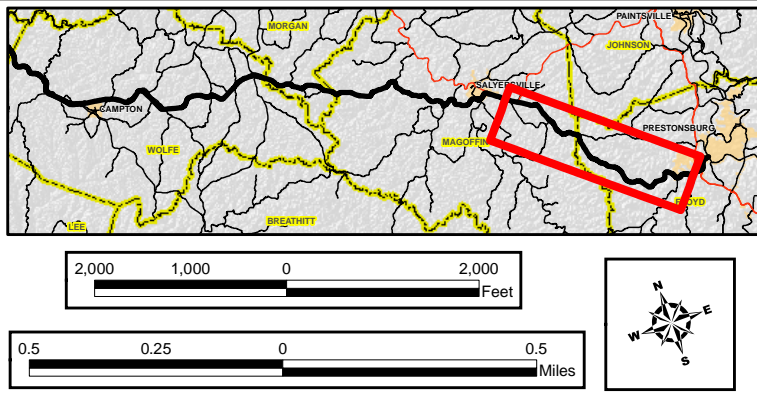 PAINTSVILLE
MORGAN
JOHNSON
SALYERSVILLE
CAMPTON
PRESTONSBURG
MAGOFFIN
WOLFE
FLOYD
BREATHITT
LEE
2,000 1,000 0 2,000
Feet
0.5 0.25 0 0.5
Miles
N
E
W
S